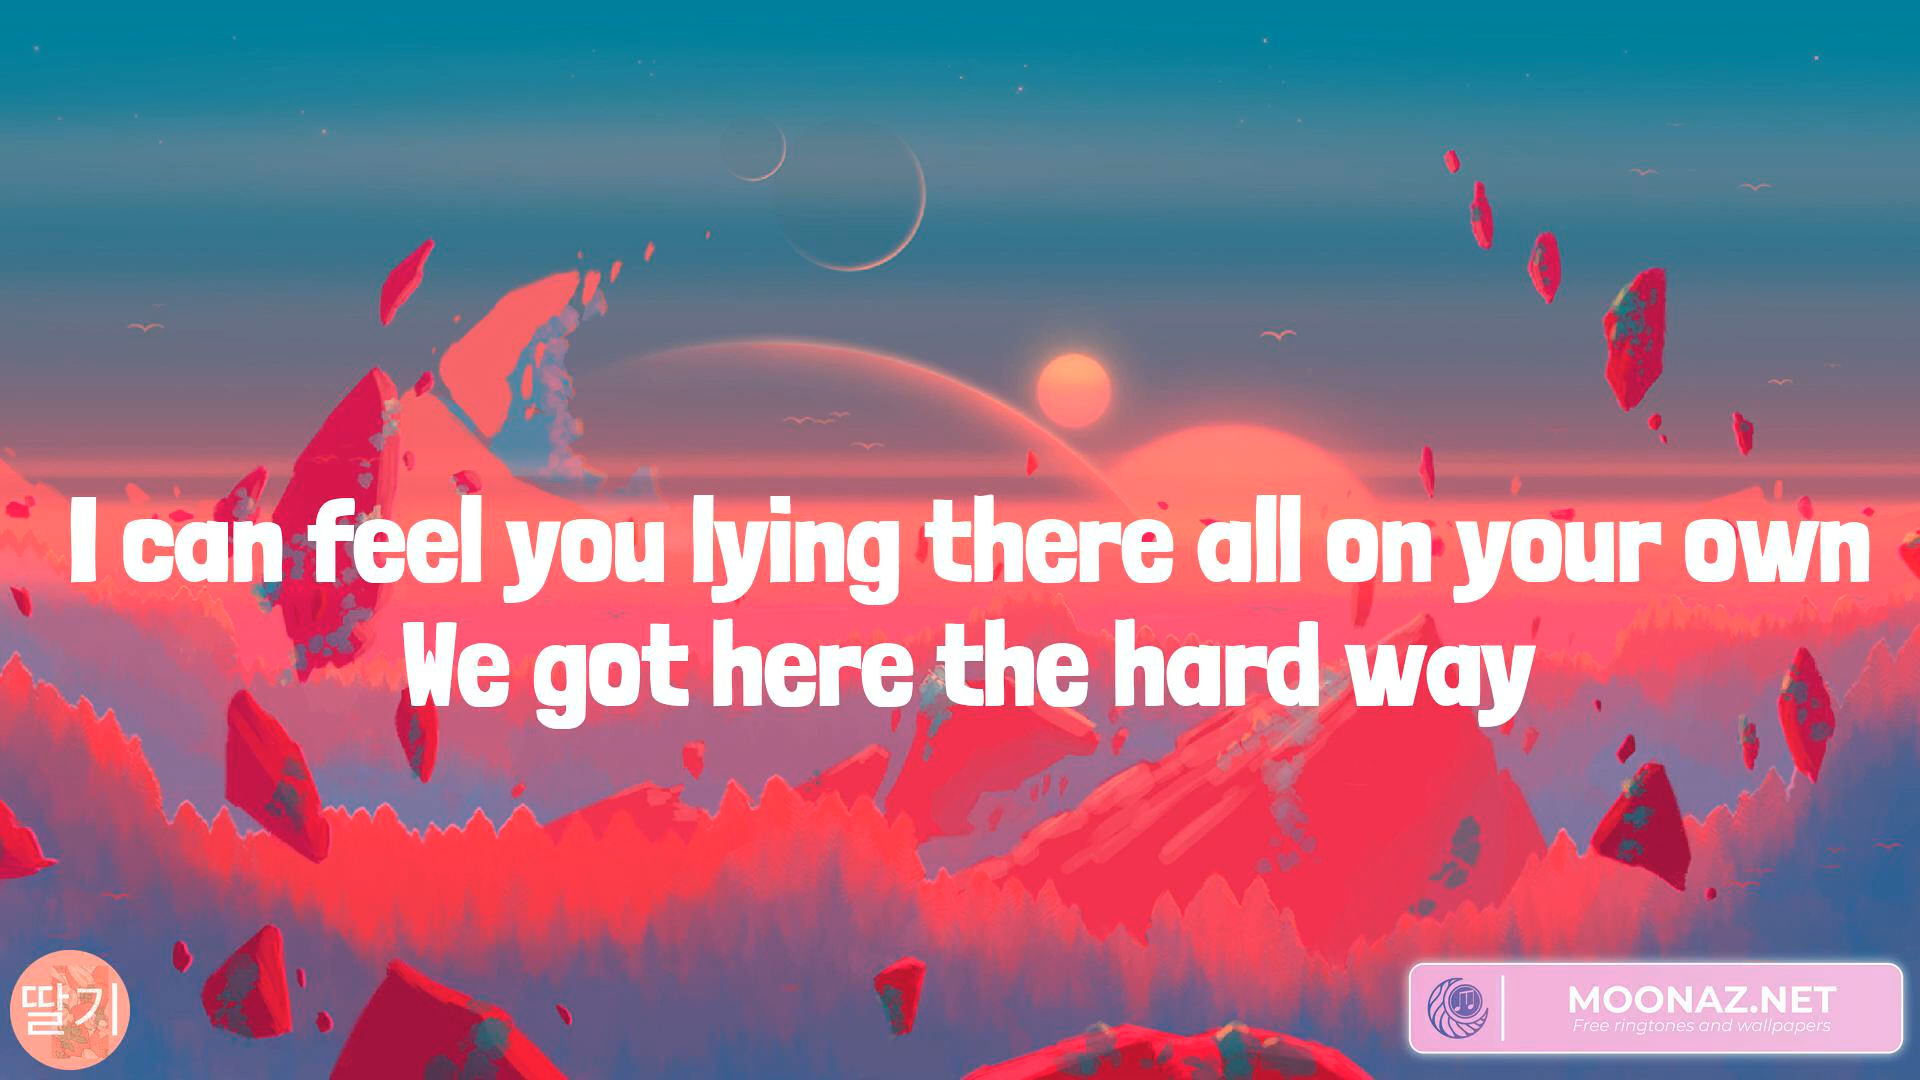 I can feel you lying there all on your own
We got here the hard way
딸기
MOONAZ.NET
Free ringtones and wallpapers